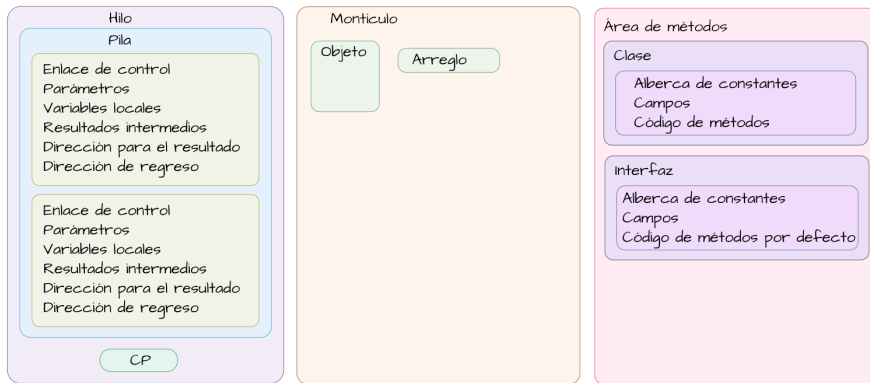 Hilo
Pila
Enlace de control
Parámetros
Variables locales
Resultados intermedios
Dirección para el resultado
Dirección de regreso
Enlace de control
Parámetros
Variables locales
Resultados intermedios
Dirección para el resultado
Dirección de regreso
CP
Montículo
Objeto
Arreglo
Área de métodos
Clase
Alberca de constantes
Campos
Código de métodos
Interfaz
Alberca de constantes
Campos
Código de métodos por defecto